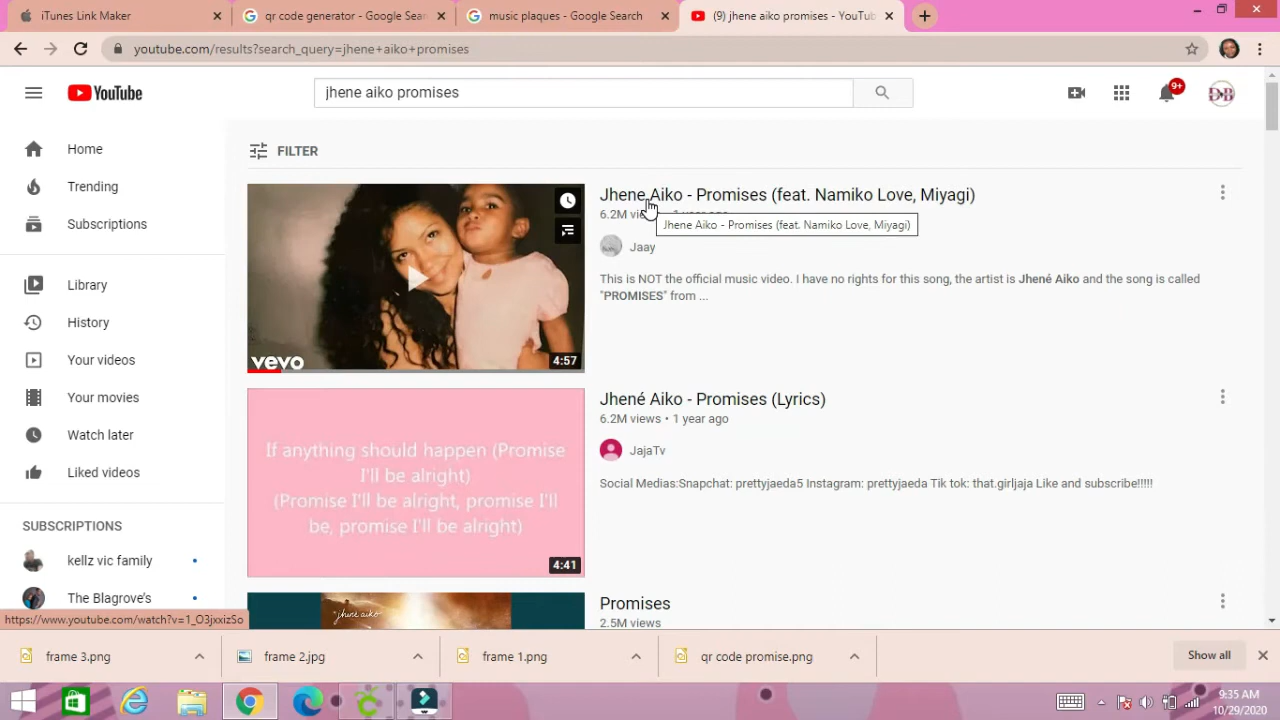 iTunes Link Maker
qr code generator - Google Sear
music plaques - Google Search
(9) jhene aiko promises - YouTub
youtube.com/results?search_query=jhene+aiko+promises
YouTube
jhene aiko promises
9+
DB
Home
Trending
Subscriptions
Library
History
Your videos
Your movies
Watch later
Liked videos
SUBSCRIPTIONS
kellz vic family
The Blagrove's
https://www.youtube.com/watch?v=1_O3jxxizSo
FILTER
vevo
4:57
Jhene Aiko - Promises (feat. Namiko Love, Miyagi)
6.2M
Jhene Aiko - Promises (feat. Namiko Love, Miyagi)
Jaay
This is NOT the official music video. I have no rights for this song, the artist is Jhené Aiko and the song is called
"PROMISES" from ...
If anything should happen (Promise
I'll be alright)
(Promise I'll be alright, promise I'll
be, promise I'll be alright)
4:41
Jhené Aiko - Promises (Lyrics)
6.2M views • 1 year ago
JajaTv
Social Medias:Snapchat: prettyjaeda5 Instagram: prettyjaeda Tik tok: that.girljaja Like and subscribe!!!!!
jhené aiko
Promises
2.5M views
frame 3.png
frame 2.jpg
frame 1.png
qr code promise.png
Show all
9:35 AM
10/29/2020